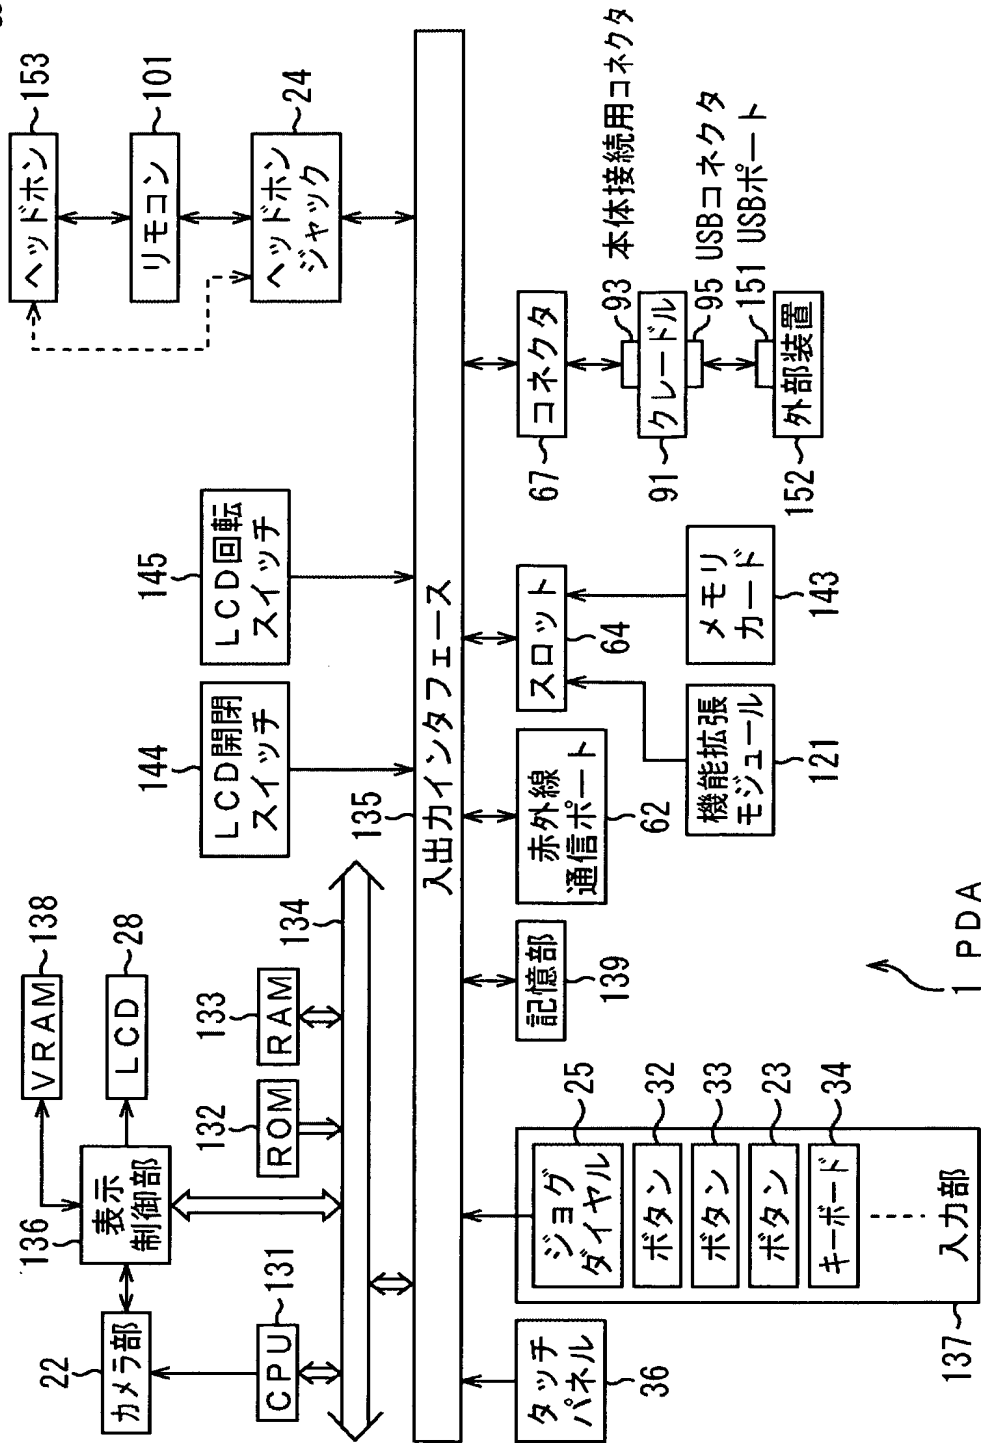 カメラ部
22
表示
制御部
136
VRAM
138
LCD
28
CPU
131
ROM
132
RAM
133
134
LCD開閉
スイッチ
144
LCD回転
スイッチ
145
ヘッドホン
153
リモコン
101
ヘッドホン
ジャック
24
入出力インタフェース
135
タッチ
パネル
36
ジョグ
ダイヤル
25
ボタン
32
ボタン
33
ボタン
23
キーボード
34
入力部
137
記憶部
139
赤外線
通信ポート
62
スロット
64
機能拡張
モジュール
121
メモリ
カード
143
コネクタ
67
93 本体接続用コネクタ
クレードル
91
95 USBコネクタ
151 USBポート
外部装置
152
1 PDA